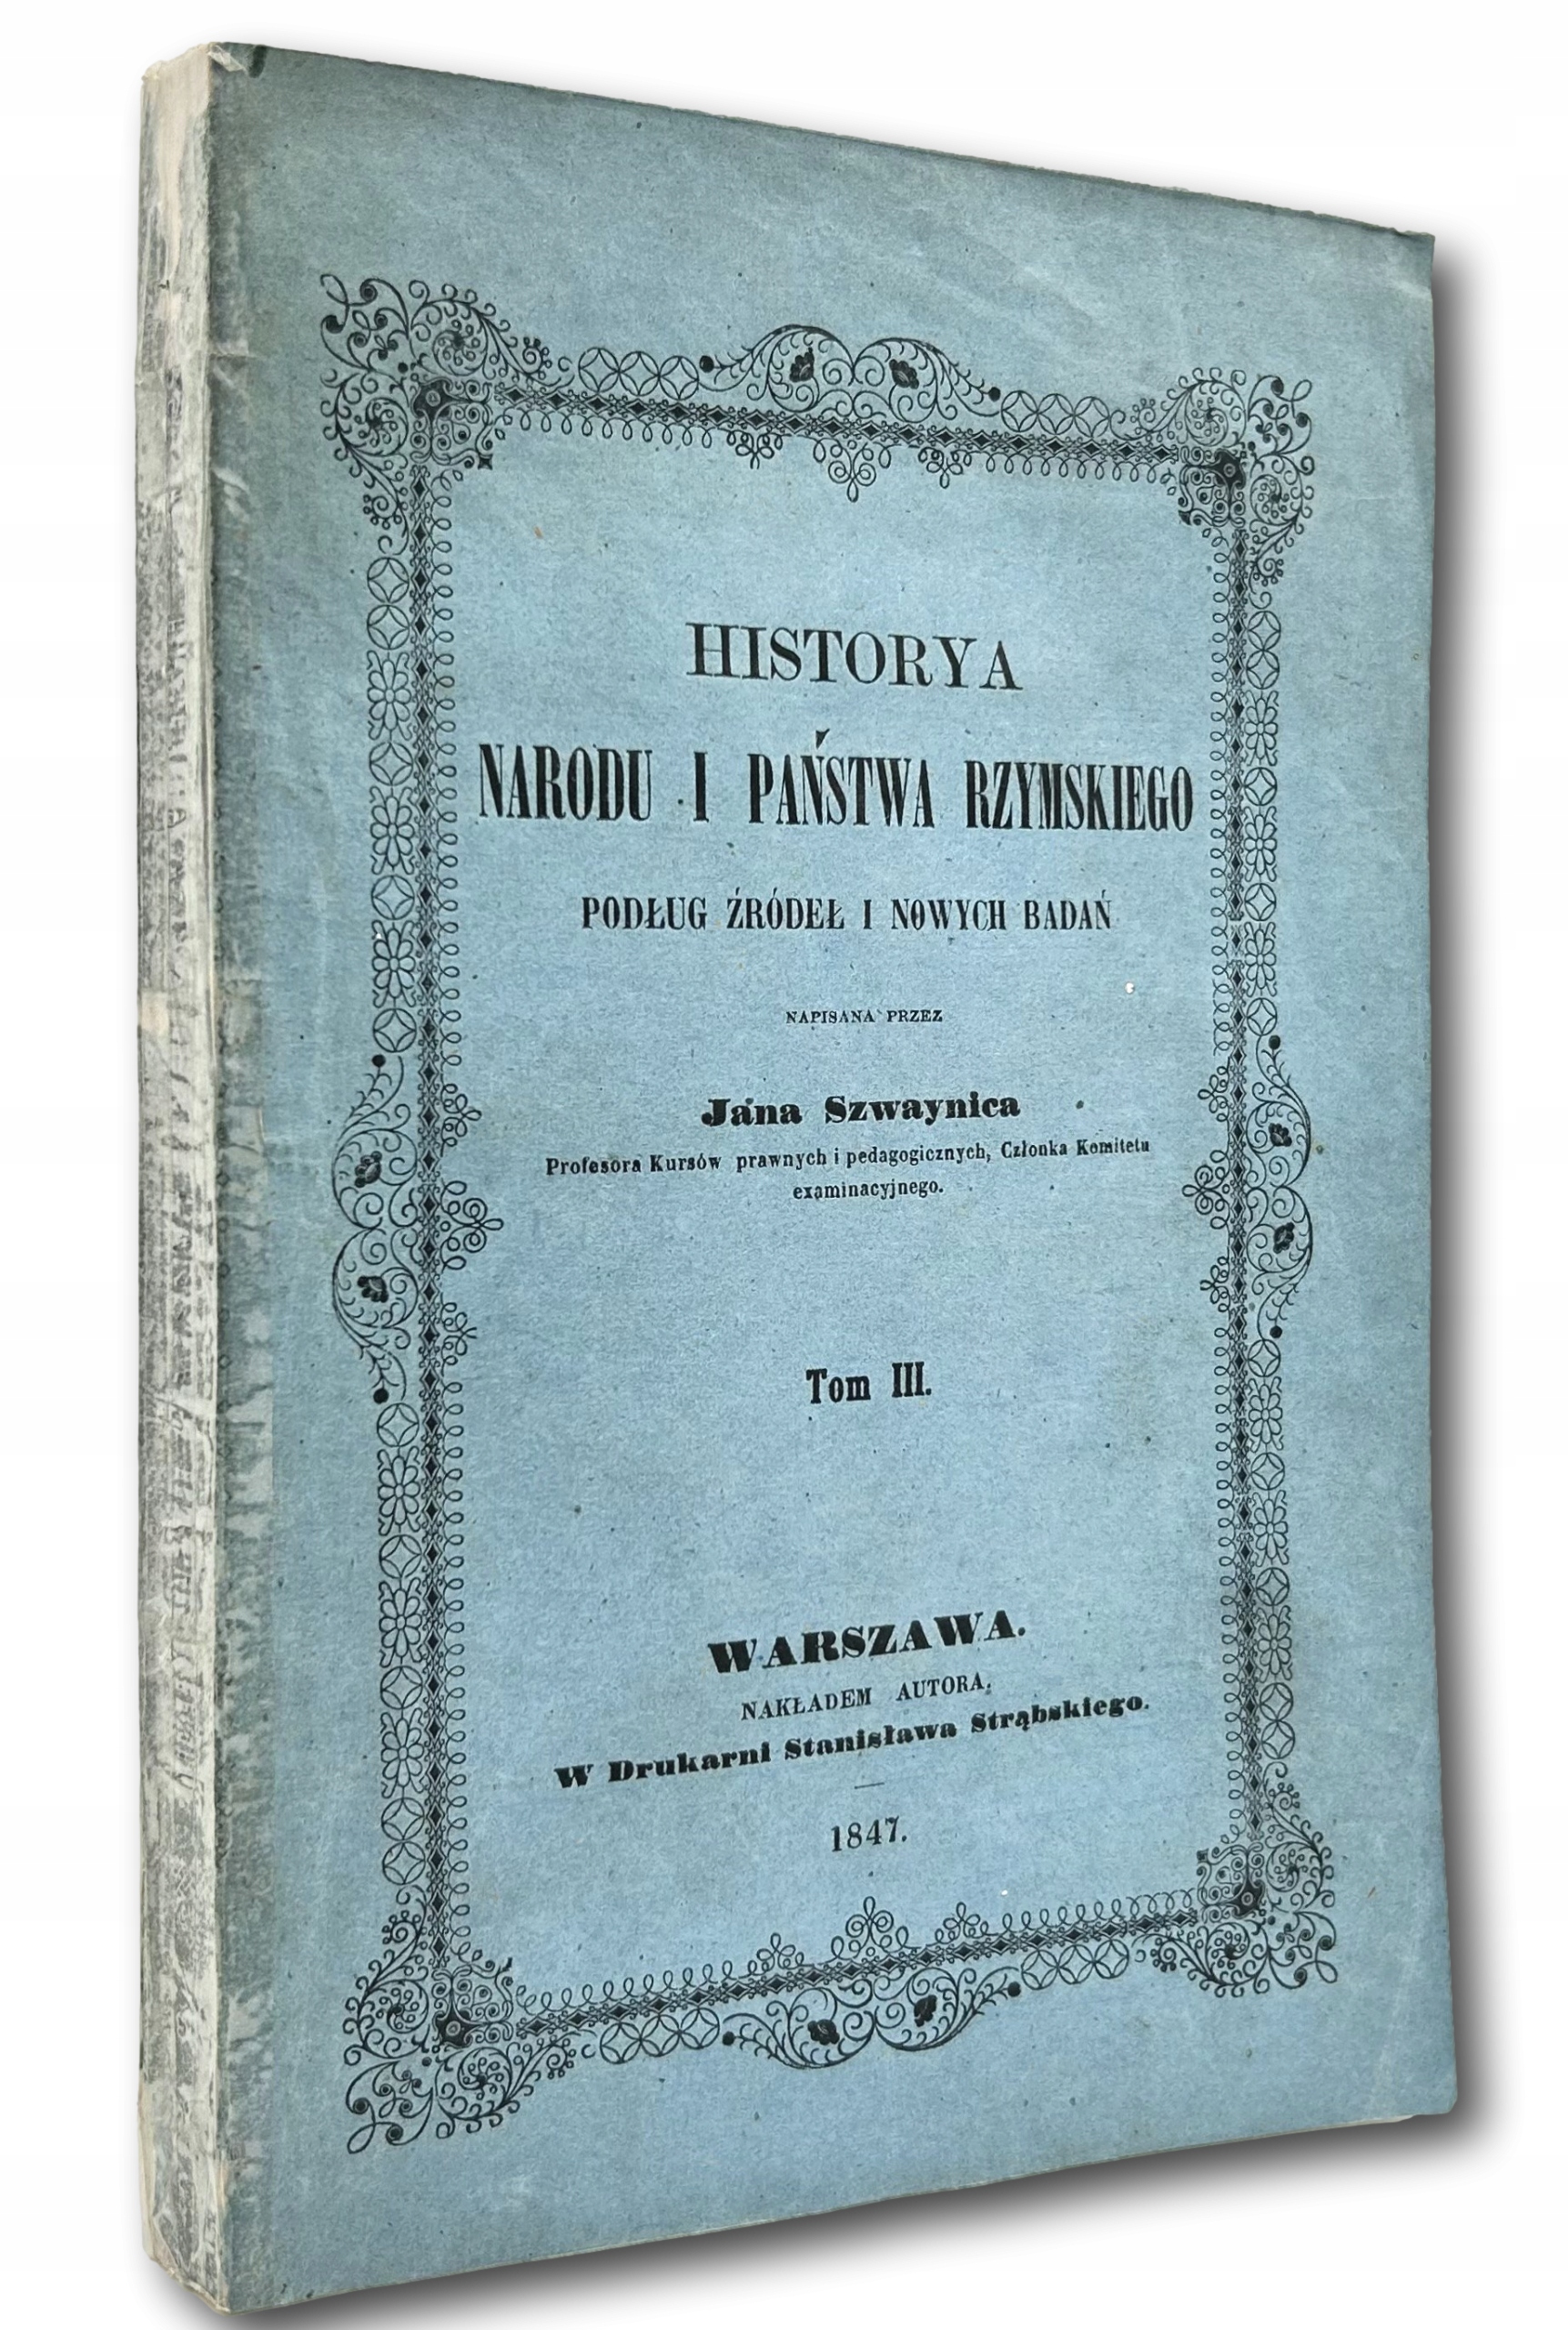 HISTORYA
NARODU I PAŃSTWA RZYMSKIEGO
PODŁUG ŹRÓDEŁ I NOWYCH BADAŃ
NAPISANA PRZEZ
Jana Szwaynica
Profesora Kursów prawnych i pedagogicznych, Członka Komitetu
examinacyjnego.
Tom III.
WARSZAWA.
NAKŁADEM AUTORA.
W Drukarni Stanisława Strąbskiego.
1847.